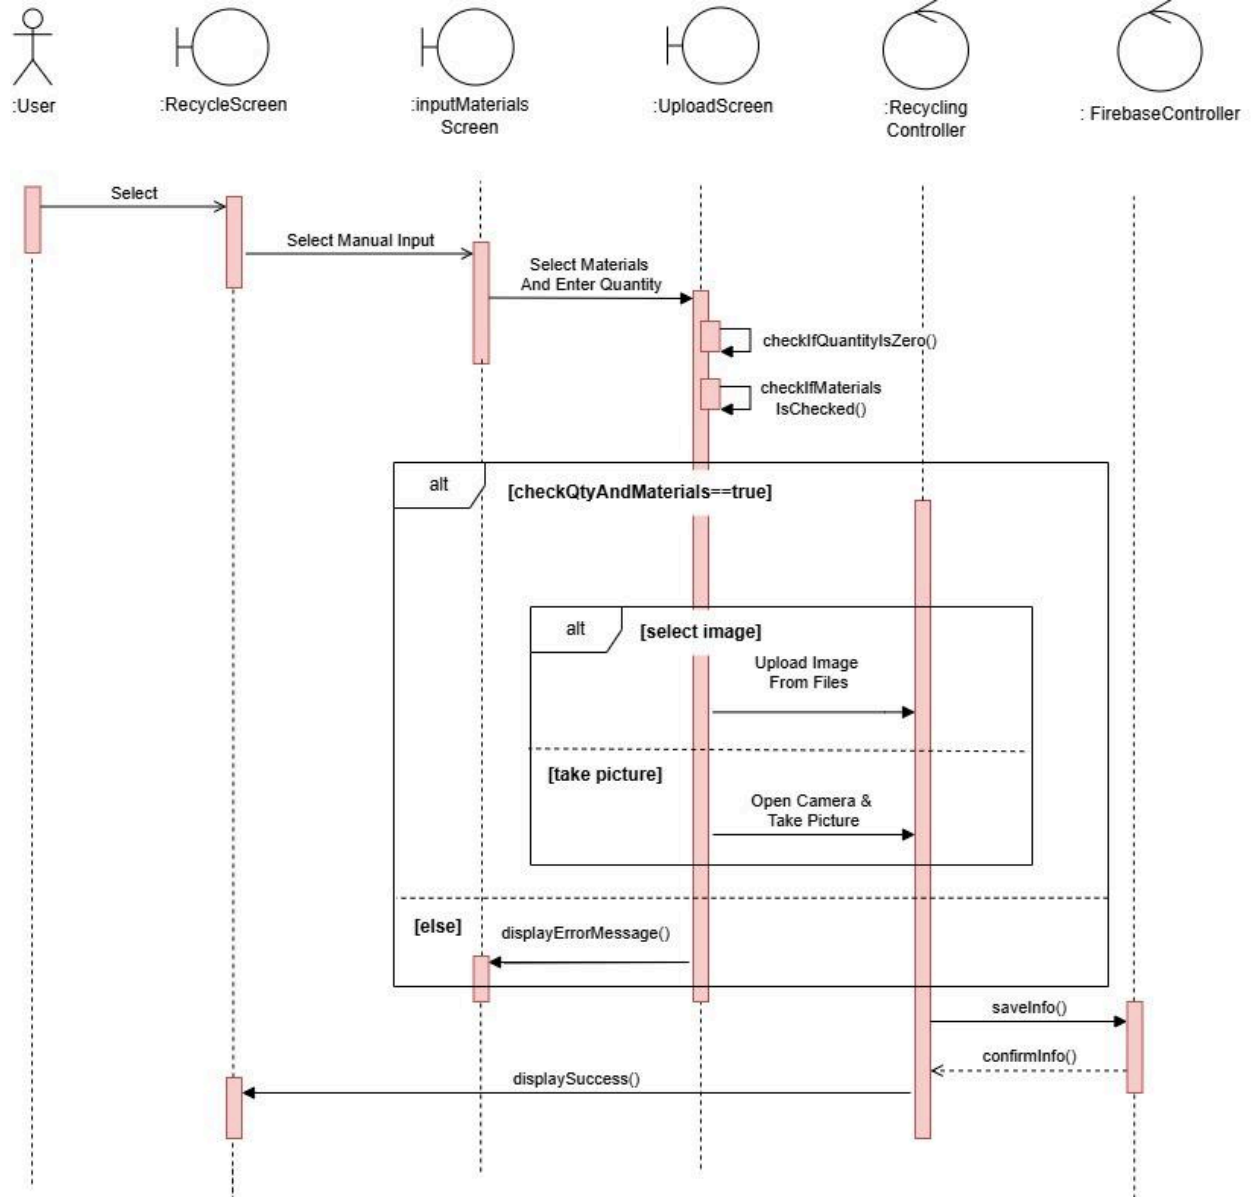 :User
:RecycleScreen
:inputMaterials
Screen
:UploadScreen
:Recycling
Controller
: FirebaseController
Select
Select Manual Input
Select Materials
And Enter Quantity
checkIfQuantityIsZero()
checkIfMaterials
IsChecked()
alt
[checkQtyAndMaterials==true]
alt
[select image]
Upload Image
From Files
[take picture]
Open Camera &
Take Picture
[else]
displayErrorMessage()
saveInfo()
confirmInfo()
displaySuccess()